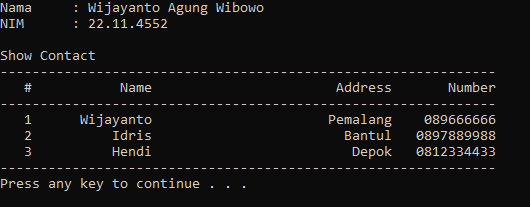 Nama     : Wijayanto Agung Wibowo
NIM      : 22.11.4552
Show Contact
--------------------------------------------------------------
   #           Name                       Address       Number
--------------------------------------------------------------
   1      Wijayanto                      Pemalang    089666666
   2          Idris                        Bantul   0897889988
   3          Hendi                         Depok   0812334433
--------------------------------------------------------------
Press any key to continue . . .